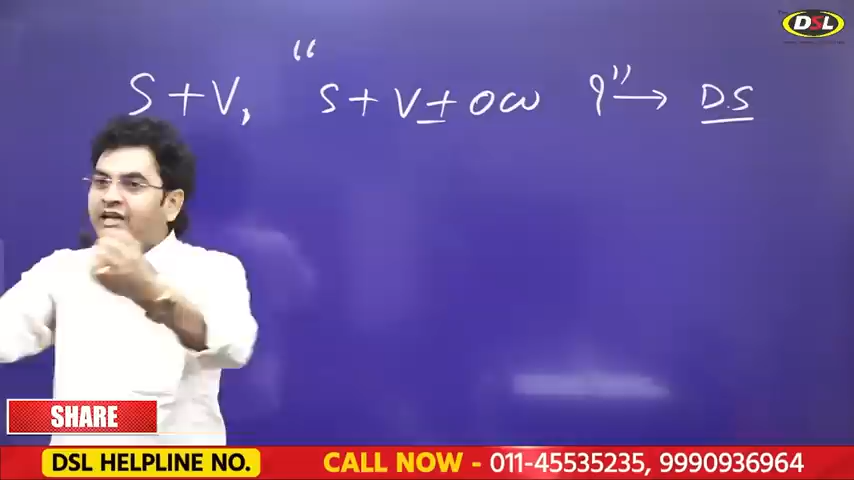 S + V, " S + V ± OW ?" → D.S
DSL
SHARE
DSL HELPLINE NO. CALL NOW - 011-45535235, 9990936964